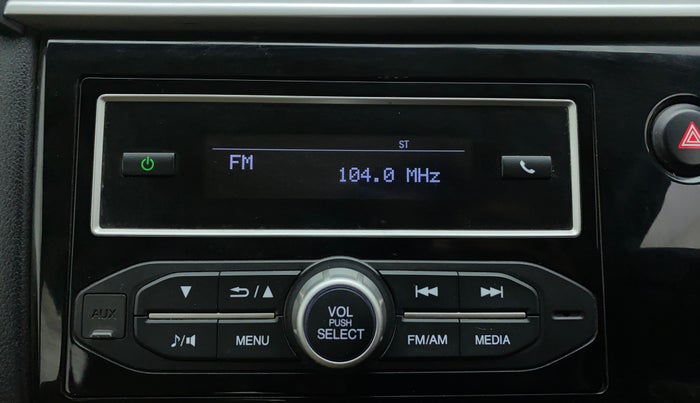 ST
FM
104.0 MHz
AUX
VOL
PUSH
SELECT
MENU
FM/AM
MEDIA